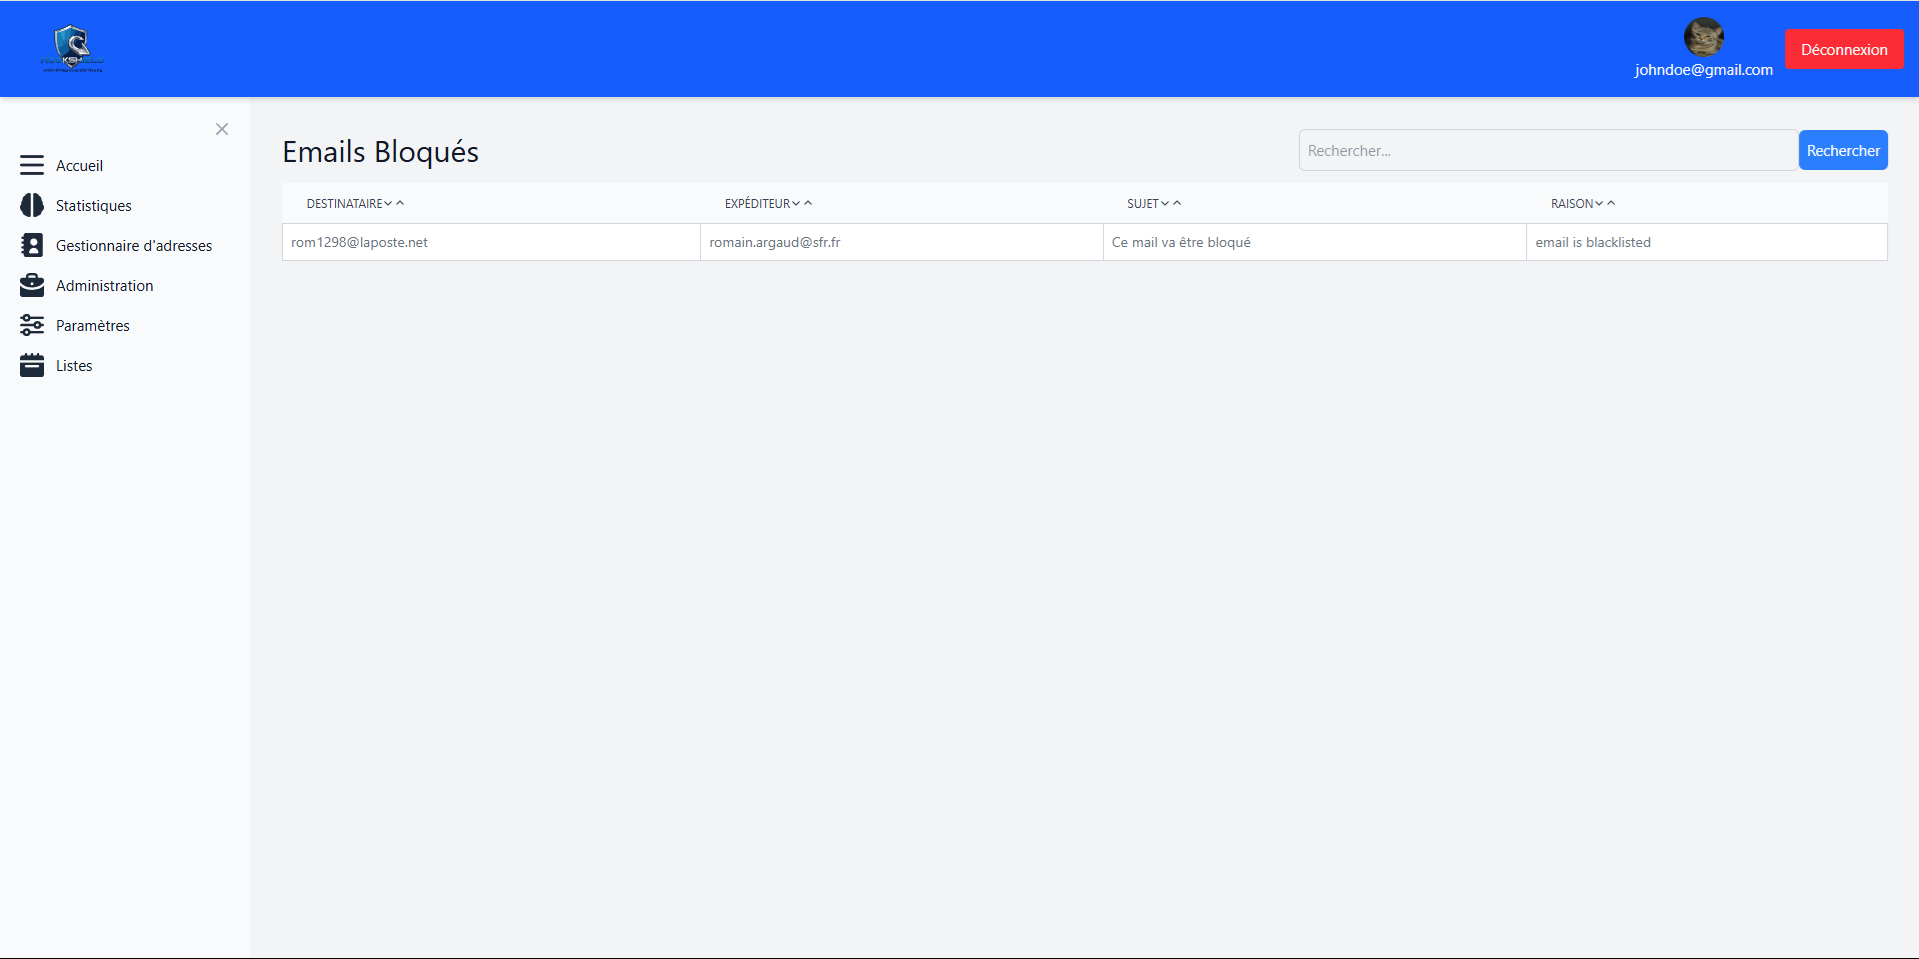 KSH
johndoe@gmail.com
Déconnexion
Accueil
Statistiques
Gestionnaire d'adresses
Administration
Paramètres
Listes
Emails Bloqués
Rechercher...
Rechercher
DESTINATAIRE EXPÉDITEUR SUJET RAISON
rom1298@laposte.net romain.argaud@sfr.fr Ce mail va être bloqué email is blacklisted